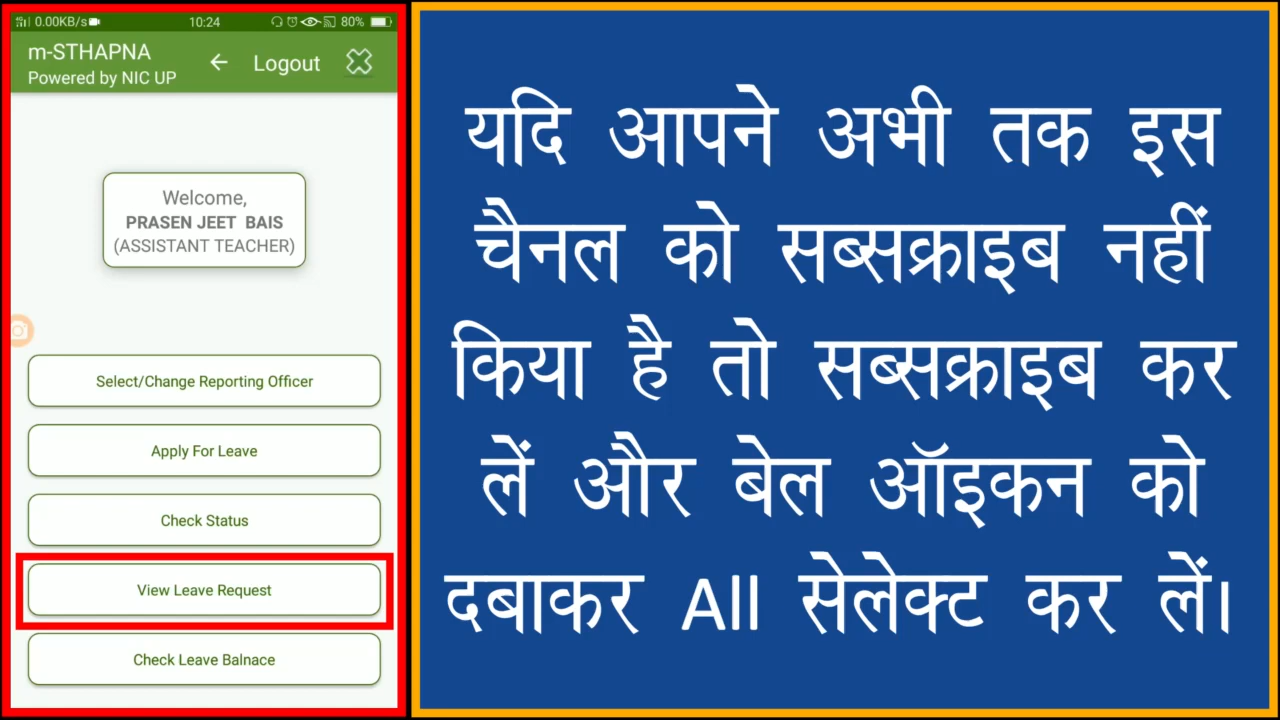 0.00KB/s 10:24 80%
m-STHAPNA
Powered by NIC UP
Logout
Welcome,
PRASEN JEET BAIS
(ASSISTANT TEACHER)
Select/Change Reporting Officer
Apply For Leave
Check Status
View Leave Request
Check Leave Balnace
यदि आपने अभी तक इस
चैनल को सब्सक्राइब नहीं
किया है तो सब्सक्राइब कर
लें और बेल ऑइकन को
दबाकर All सेलेक्ट कर लें।